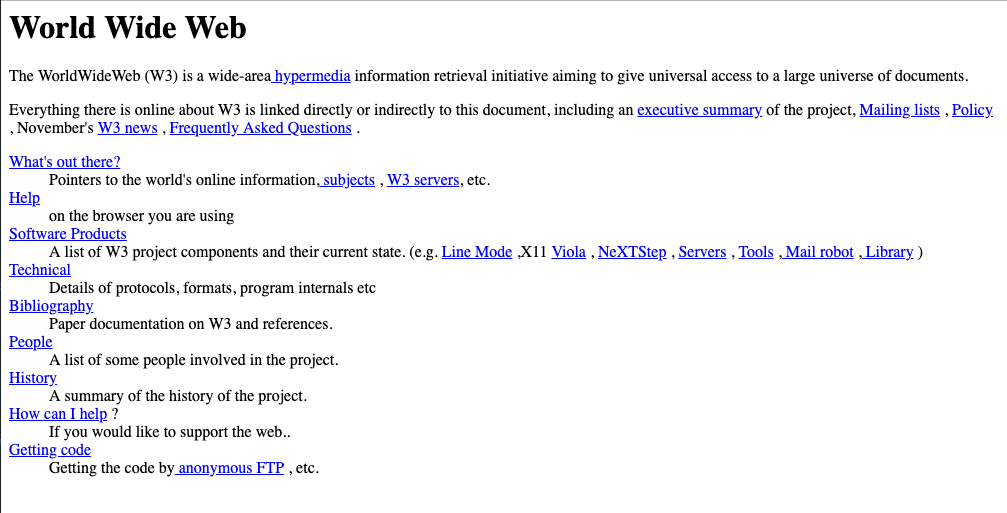 World Wide Web
The WorldWideWeb (W3) is a wide-area hypermedia information retrieval initiative aiming to give universal access to a large universe of documents.
Everything there is online about W3 is linked directly or indirectly to this document, including an executive summary of the project, Mailing lists , Policy
, November's W3 news , Frequently Asked Questions .
What's out there?
Pointers to the world's online information, subjects , W3 servers, etc.
Help
on the browser you are using
Software Products
A list of W3 project components and their current state. (e.g. Line Mode ,X11 Viola , NeXTStep , Servers , Tools , Mail robot , Library )
Technical
Details of protocols, formats, program internals etc
Bibliography
Paper documentation on W3 and references.
People
A list of some people involved in the project.
History
A summary of the history of the project.
How can I help ?
If you would like to support the web..
Getting code
Getting the code by anonymous FTP , etc.